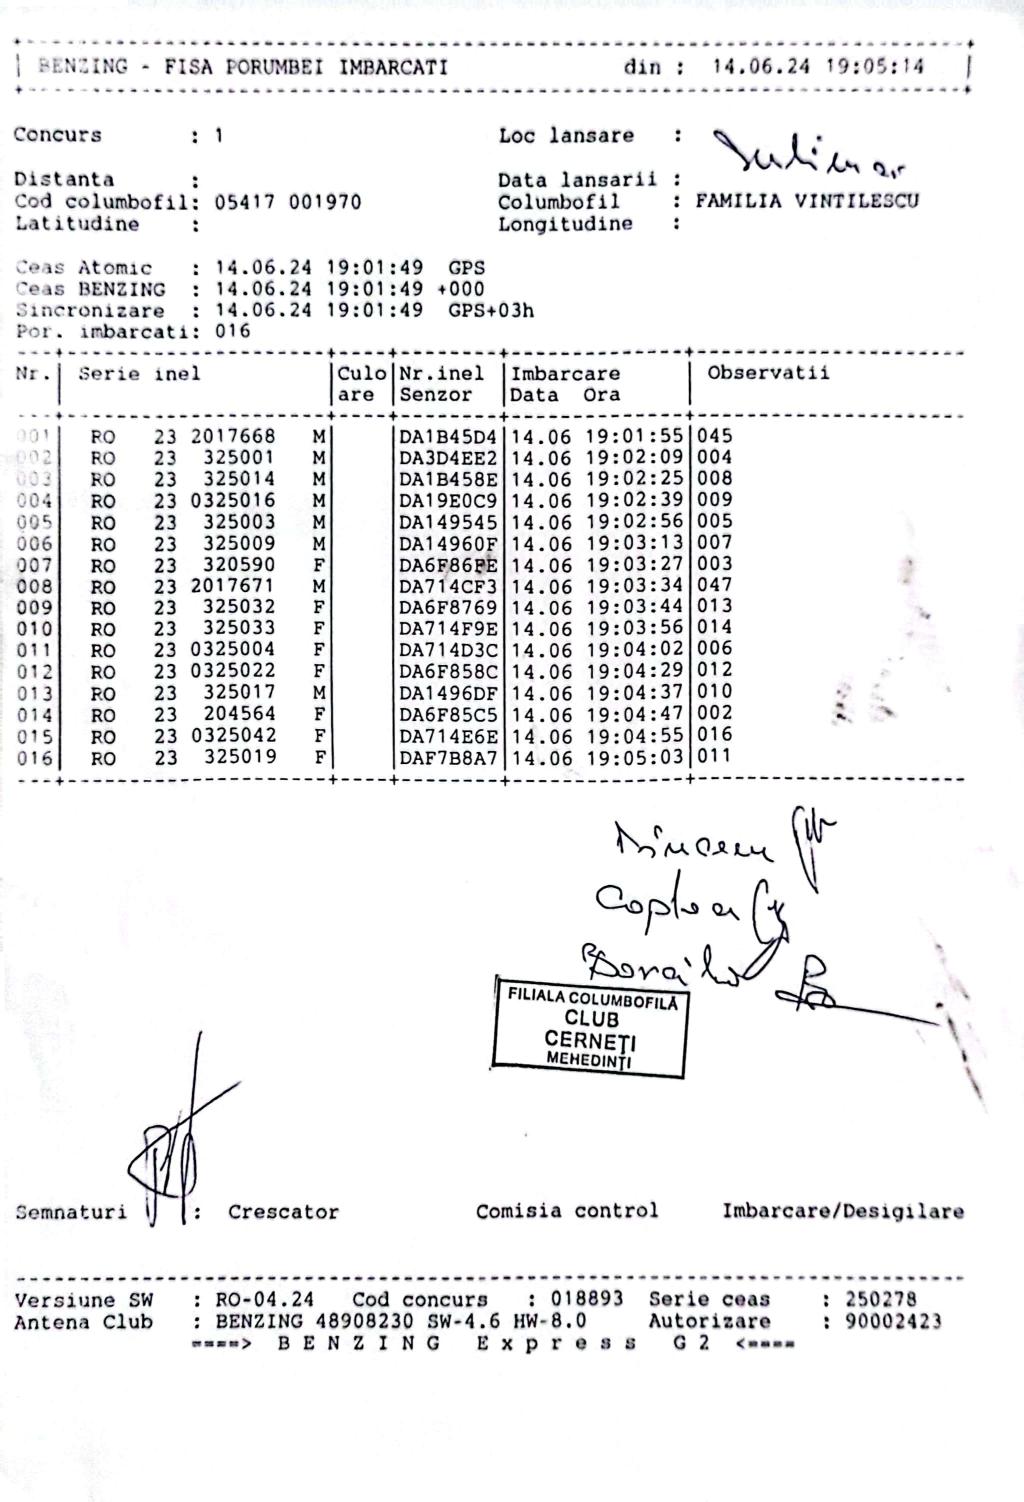 BENZING - FISA PORUMBEI IMBARCATI din : 14.06.24 19:05:14
Concurs : 1 Loc lansare :
Distanta : Data lansarii :
Cod columbofil: 05417 001970 Columbofil : FAMILIA VINTILESCU
Latitudine : Longitudine :
Ceas Atomic : 14.06.24 19:01:49 GPS
Ceas BENZING : 14.06.24 19:01:49 +000
Sincronizare : 14.06.24 19:01:49 GPS+03h
Por. imbarcati: 016
Nr. Serie inel Culo Nr.inel Imbarcare Observatii
are Senzor Data Ora
001 RO 23 2017668 M DA1B45D4 14.06 19:01:55 045
002 RO 23 325001 M DA3D4EE2 14.06 19:02:09 004
003 RO 23 325014 M DA1B458E 14.06 19:02:25 008
004 RO 23 0325016 M DA19E0C9 14.06 19:02:39 009
005 RO 23 325003 M DA149545 14.06 19:02:56 005
006 RO 23 325009 M DA14960F 14.06 19:03:13 007
007 RO 23 320590 F DA6F86FE 14.06 19:03:27 003
008 RO 23 2017671 M DA714CF3 14.06 19:03:34 047
009 RO 23 325032 F DA6F8769 14.06 19:03:44 013
010 RO 23 325033 F DA714F9E 14.06 19:03:56 014
011 RO 23 0325004 F DA714D3C 14.06 19:04:02 006
012 RO 23 0325022 F DA6F858C 14.06 19:04:29 012
013 RO 23 325017 M DA1496DF 14.06 19:04:37 010
014 RO 23 204564 F DA6F85C5 14.06 19:04:47 002
015 RO 23 0325042 F DA714E6E 14.06 19:04:55 016
016 RO 23 325019 F DAF7B8A7 14.06 19:05:03 011
FILIALA COLUMBOFILĂ
CLUB
CERNEȚI
MEHEDINȚI
Semnaturi : Crescator Comisia control Imbarcare/Desigilare
Versiune SW : RO-04.24 Cod concurs : 018893 Serie ceas : 250278
Antena Club : BENZING 48908230 SW-4.6 HW-8.0 Autorizare : 90002423
====> B E N Z I N G E x p r e s s G 2 <====